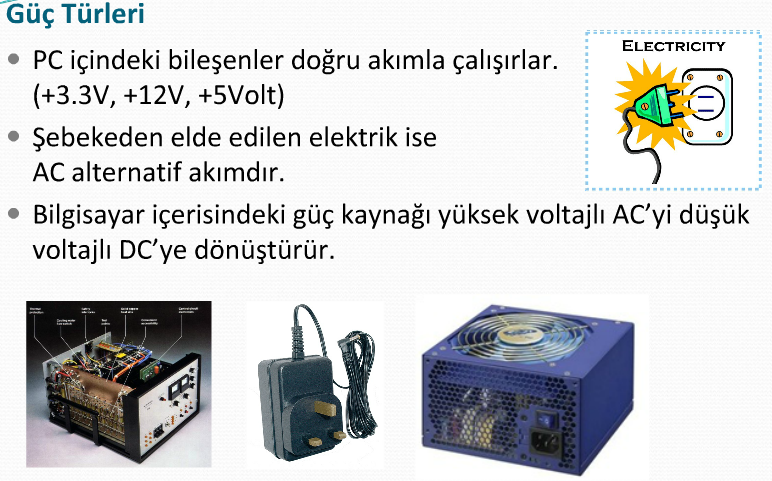 Güç Türleri
PC içindeki bileşenler doğru akımla çalışırlar.
(+3.3V, +12V, +5Volt)
ELECTRICITY
Şebekeden elde edilen elektrik ise
AC alternatif akımdır.
Bilgisayar içerisindeki güç kaynağı yüksek voltajlı AC’yi düşük
voltajlı DC’ye dönüştürür.